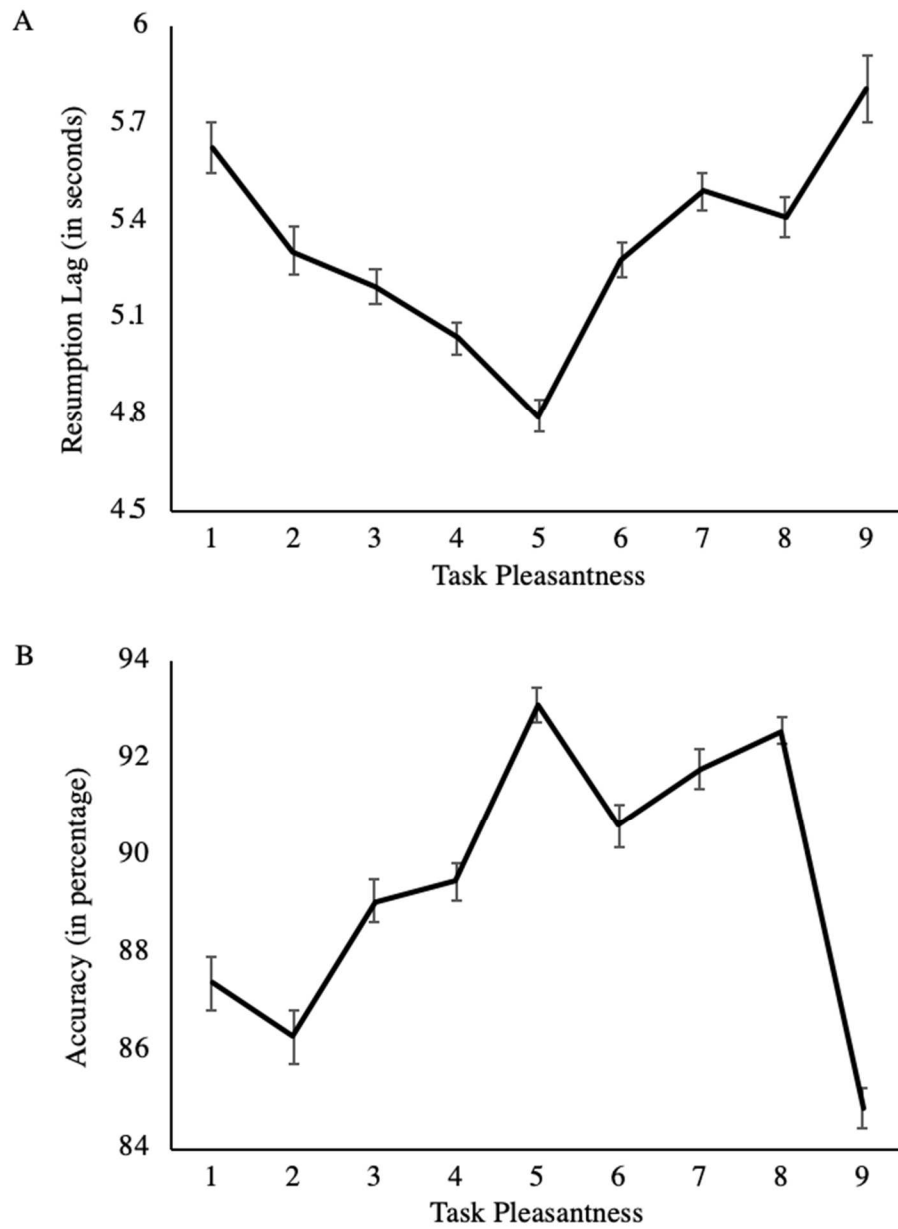 A
6
5.7
5.4
5.1
4.8
4.5
Resumption Lag (in seconds)
1 2 3 4 5 6 7 8 9
Task Pleasantness
B
94
92
90
88
86
84
Accuracy (in percentage)
1 2 3 4 5 6 7 8 9
Task Pleasantness